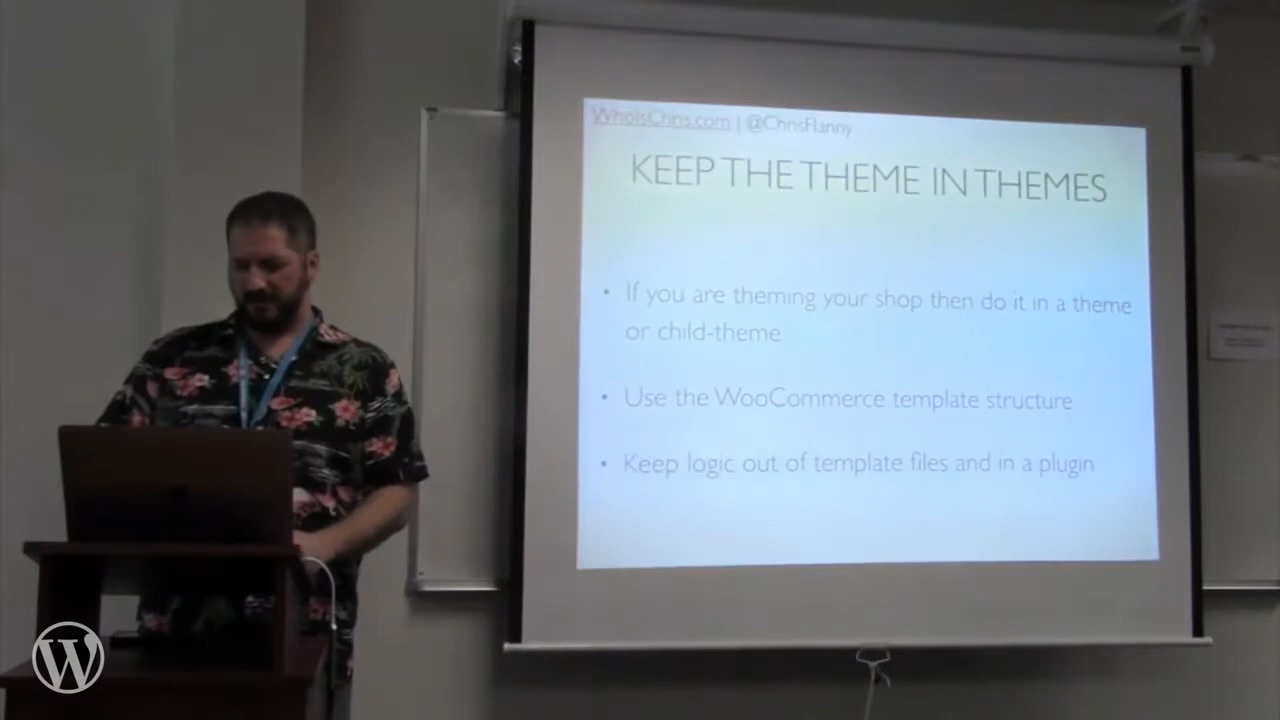 WhoIsChris.com | @ChrisFlanny
KEEP THE THEME IN THEMES
• If you are theming your shop then do it in a theme
or child-theme
• Use the WooCommerce template structure
• Keep logic out of template files and in a plugin